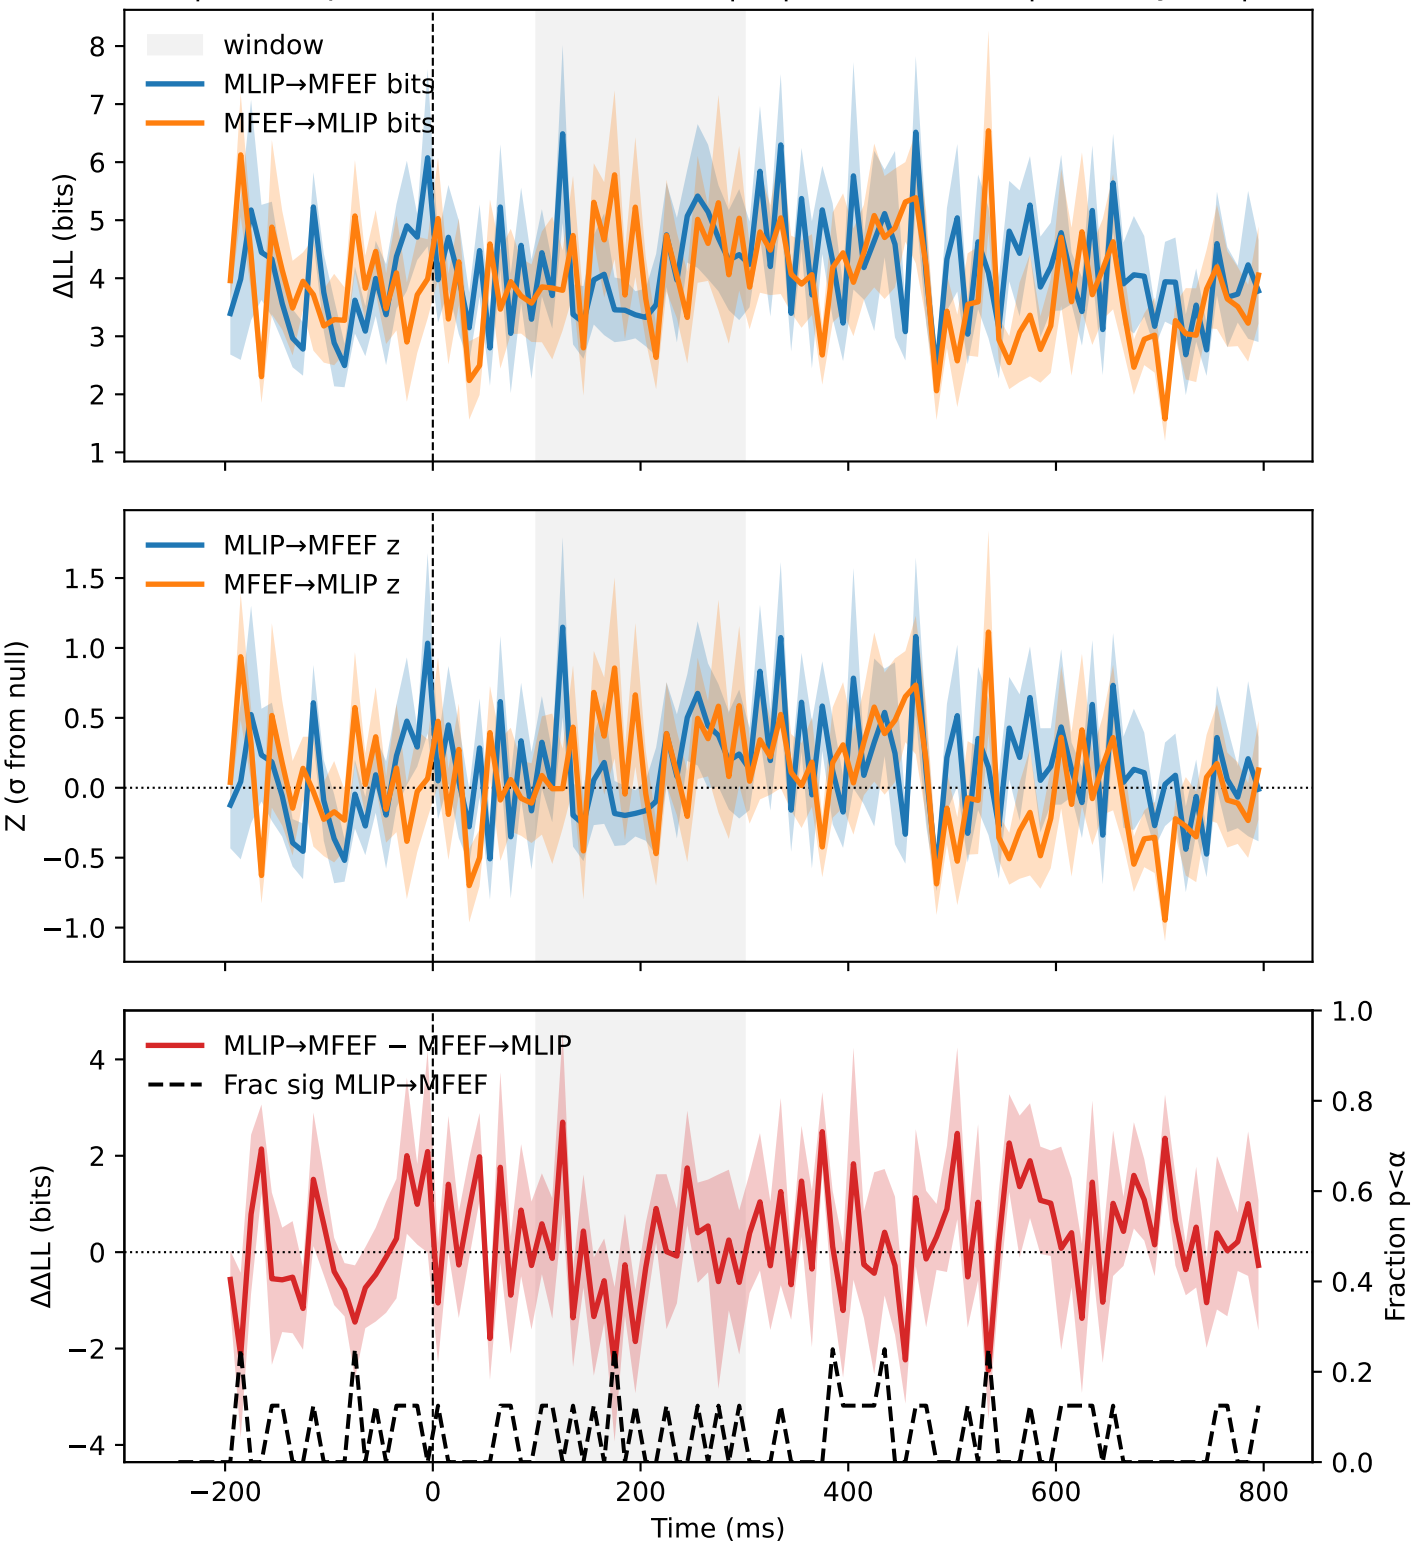 window
MLIP→MFEF bits
MFEF→MLIP bits
8
7
6
5
4
3
2
1
ΔLL (bits)
MLIP→MFEF z
MFEF→MLIP z
1.5
1.0
0.5
0.0
−0.5
−1.0
Z (σ from null)
MLIP→MFEF − MFEF→MLIP
Frac sig MLIP→MFEF
4
2
0
−2
−4
ΔΔLL (bits)
1.0
0.8
0.6
0.4
0.2
0.0
Fraction p<α
−200 0 200 400 600 800
Time (ms)